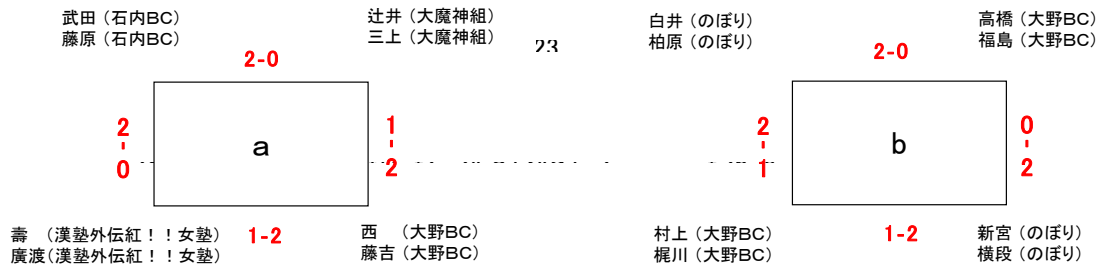 武田（石内BC）
藤原（石内BC）
辻井（大魔神組）
三上（大魔神組）
2-0
2-0
a
1-2
壽　（漢塾外伝紅！！女塾）
廣渡（漢塾外伝紅！！女塾）
1-2
西　（大野BC）
藤吉（大野BC）
白井（のぼり）
柏原（のぼり）
高橋（大野BC）
福島（大野BC）
2-0
2-1
b
0-2
村上（大野BC）
梶川（大野BC）
1-2
新宮（のぼり）
横段（のぼり）